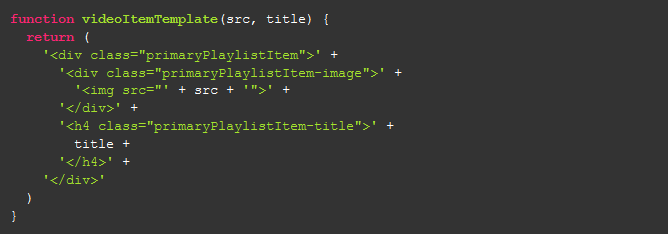 function videoItemTemplate(src, title) {
  return (
    '<div class="primaryPlaylistItem">' +
      '<div class="primaryPlaylistItem-image">' +
        '<img src="' + src + '">' +
      '</div>' +
      '<h4 class="primaryPlaylistItem-title">' +
        title +
      '</h4>' +
    '</div>'
  )
}